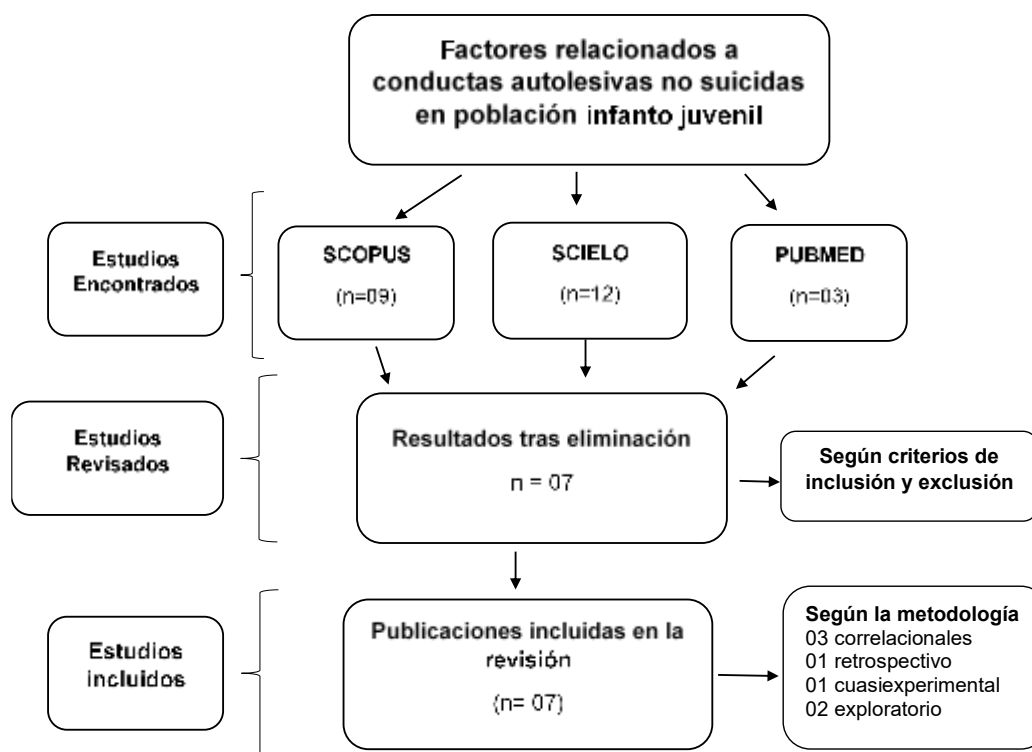 Factores relacionados a
conductas autolesivas no suicidas
en población infanto juvenil
Estudios
Encontrados
SCOPUS
(n=09)
SCIELO
(n=12)
PUBMED
(n=03)
Estudios
Revisados
Resultados tras eliminación
n = 07
Según criterios de
inclusión y exclusión
Estudios
incluidos
Publicaciones incluidas en la
revisión
(n= 07)
Según la metodología
03 correlacionales
01 retrospectivo
01 cuasiexperimental
02 exploratorio